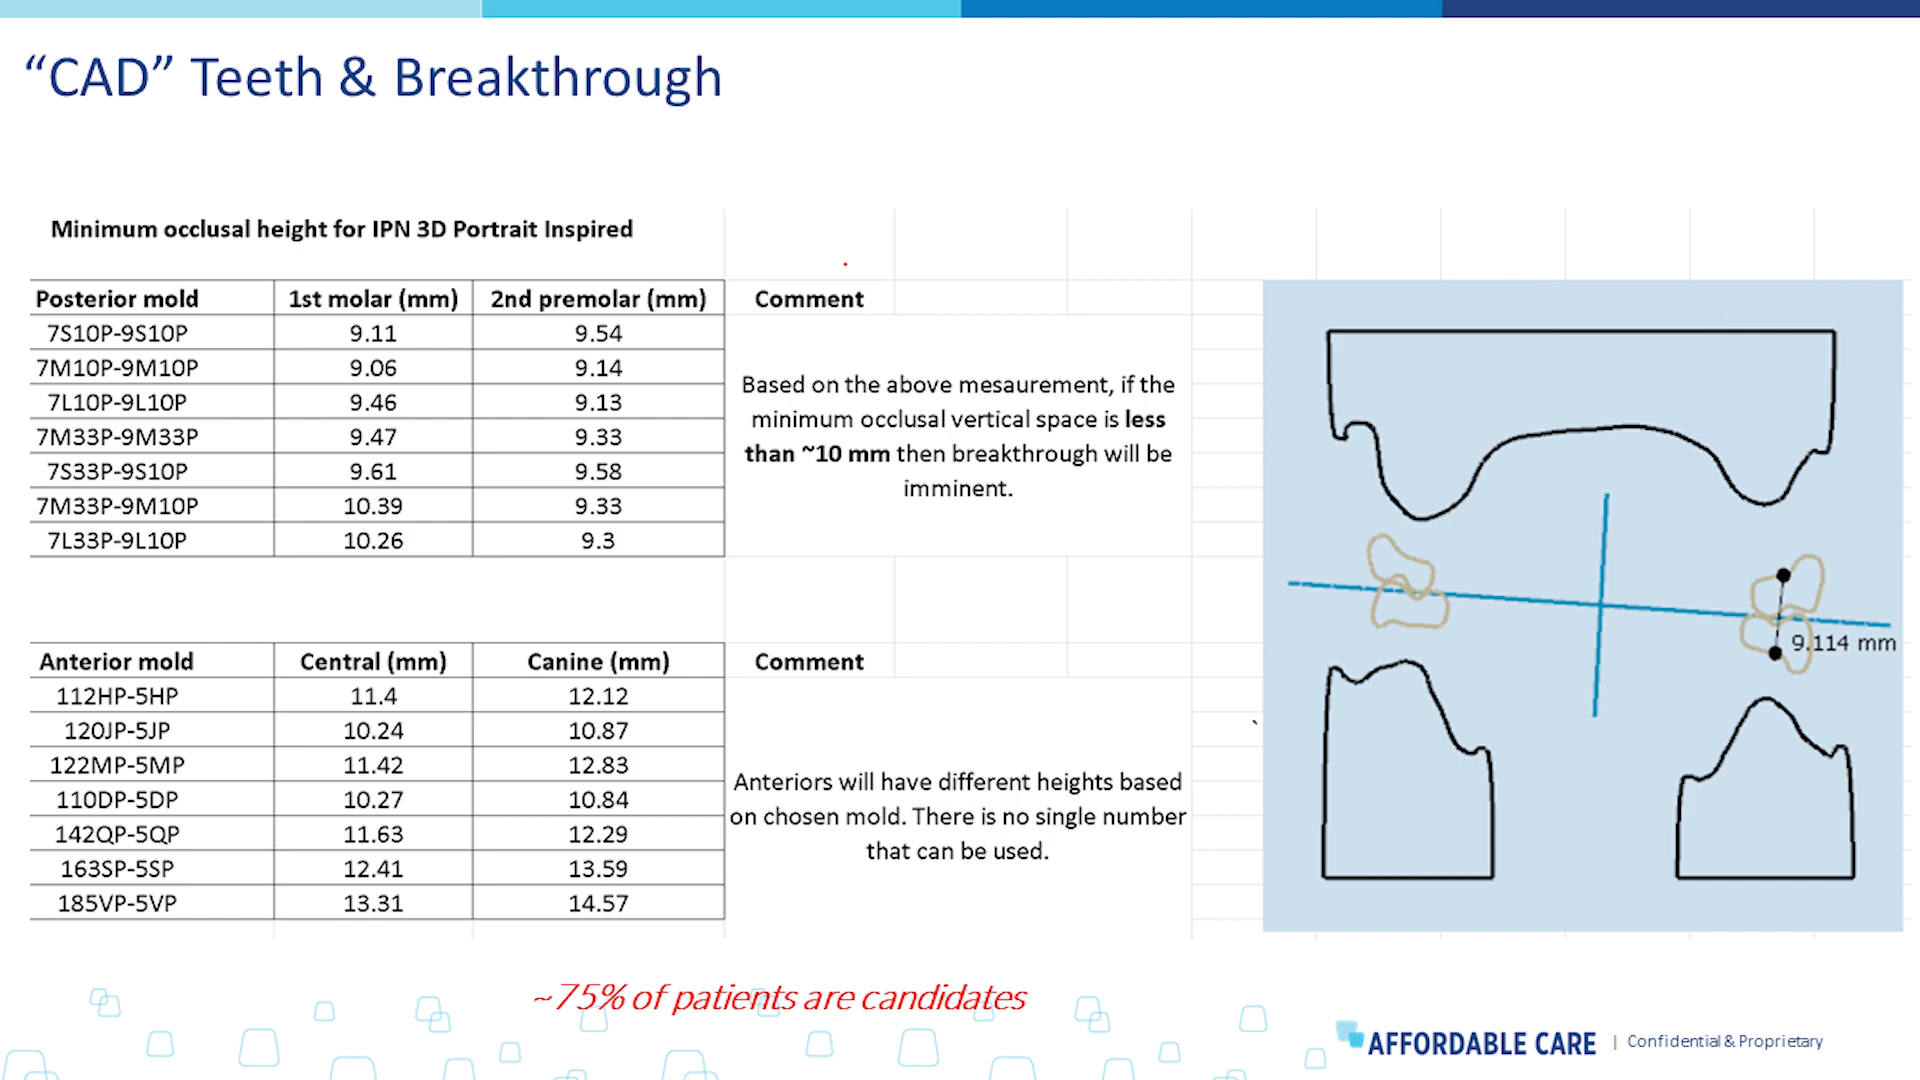 “CAD” Teeth & Breakthrough
Minimum occlusal height for IPN 3D Portrait Inspired
Posterior mold 1st molar (mm) 2nd premolar (mm) Comment
7S10P-9S10P 9.11 9.54
7M10P-9M10P 9.06 9.14
7L10P-9L10P 9.46 9.13
7M33P-9M33P 9.47 9.33
7S33P-9S10P 9.61 9.58
7M33P-9M10P 10.39 9.33
7L33P-9L10P 10.26 9.3
Based on the above mesaurement, if the
minimum occlusal vertical space is less
than ~10 mm then breakthrough will be
imminent.
9.114 mm
Anterior mold Central (mm) Canine (mm) Comment
112HP-5HP 11.4 12.12
120JP-5JP 10.24 10.87
122MP-5MP 11.42 12.83
110DP-5DP 10.27 10.84
142QP-5QP 11.63 12.29
163SP-5SP 12.41 13.59
185VP-5VP 13.31 14.57
Anteriors will have different heights based
on chosen mold. There is no single number
that can be used.
~75% of patients are candidates
AFFORDABLE CARE | Confidential & Proprietary